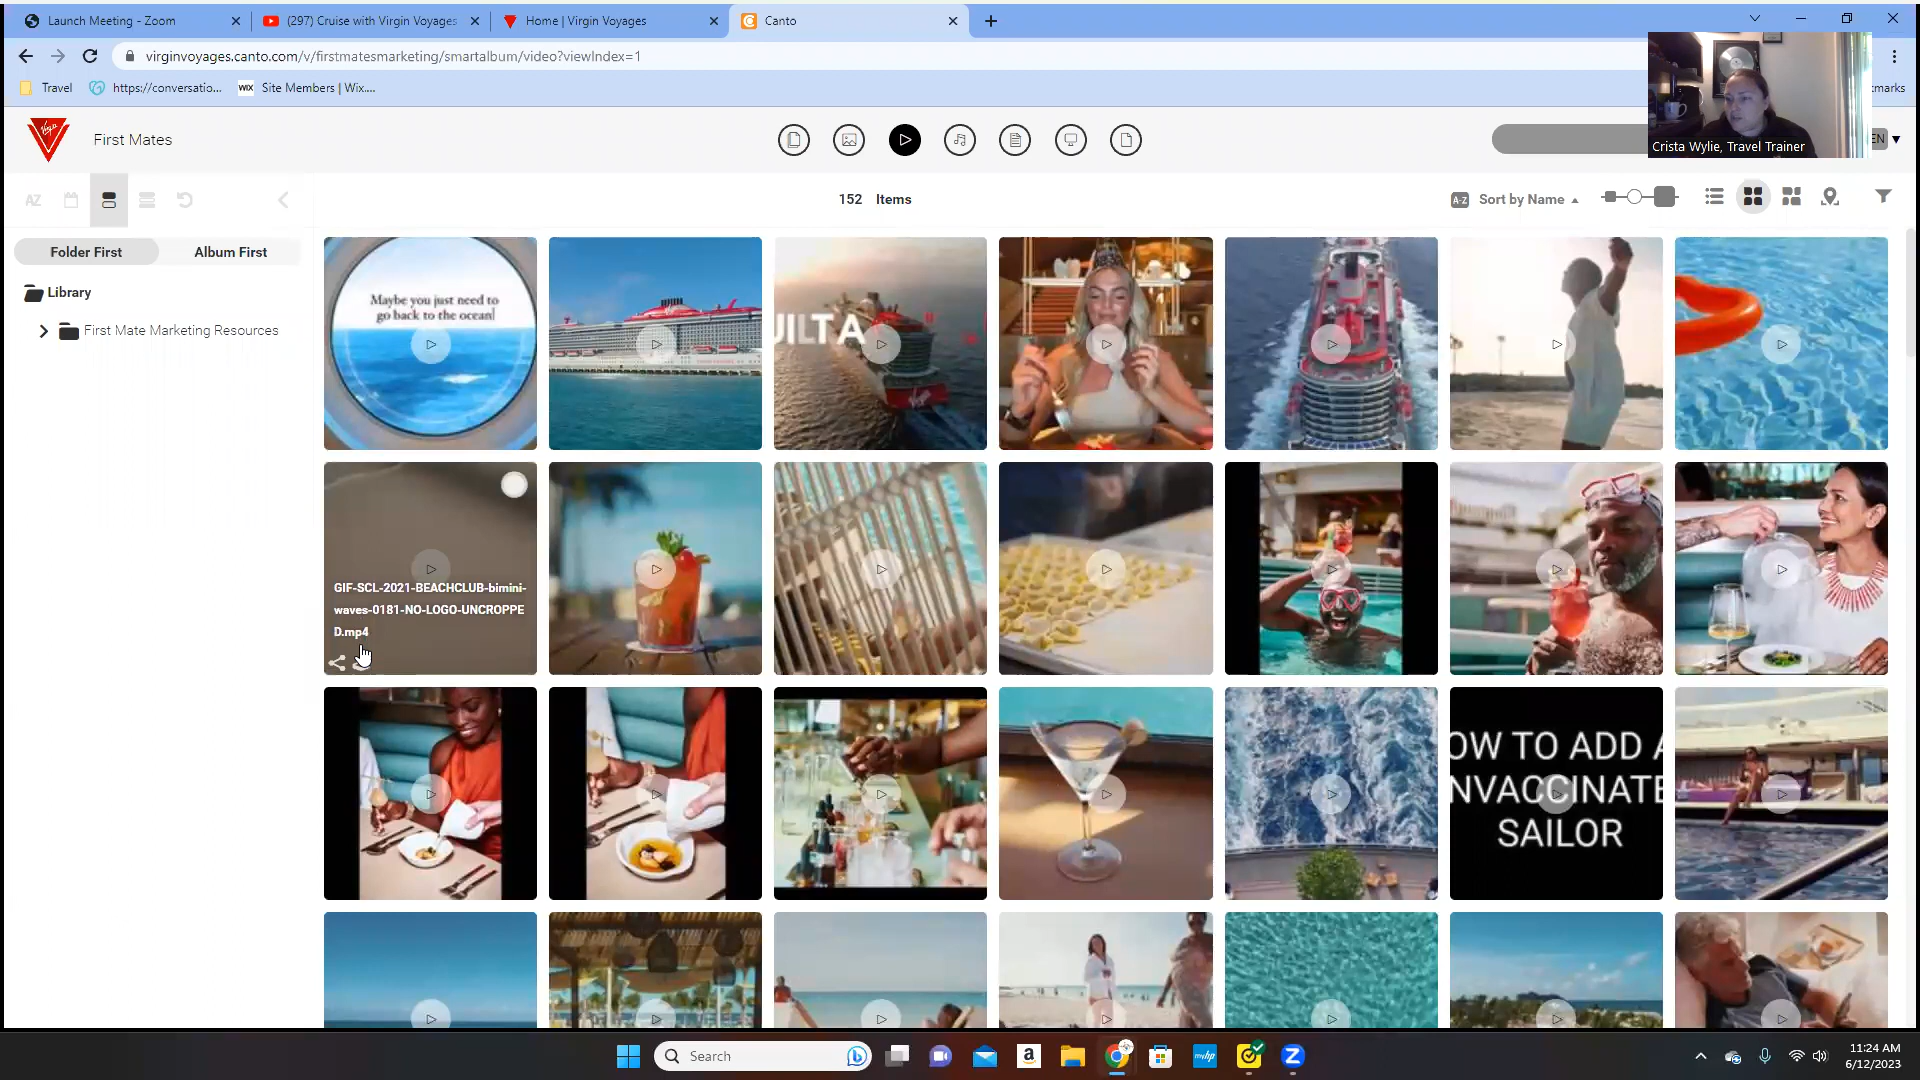 Launch Meeting - Zoom
(297) Cruise with Virgin Voyages
Home | Virgin Voyages
Canto
virginvoyages.canto.com/v/firstmatesmarketing/smartalbum/video?viewIndex=1
Travel
https://conversatio...
WIX
Site Members | Wix....
Crista Wylie, Travel Trainer
First Mates
EN
AZ
152 Items
A-Z
Sort by Name
Folder First
Album First
Library
First Mate Marketing Resources
Maybe you just need to
go back to the ocean
UILTA
GIF-SCL-2021-BEACHCLUB-bimini-
waves-0181-NO-LOGO-UNCROPPE
D.mp4
OW TO ADD A
NVACCINATE
SAILOR
Search
11:24 AM
6/12/2023